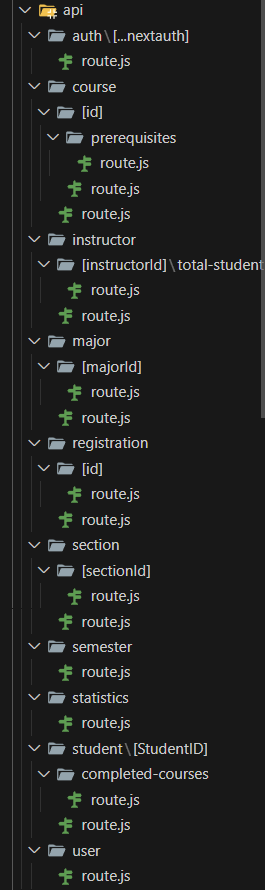 api
auth\[...nextauth]
route.js
course
[id]
prerequisites
route.js
route.js
route.js
instructor
[instructorId]\total-student
route.js
route.js
major
[majorId]
route.js
route.js
registration
[id]
route.js
route.js
section
[sectionId]
route.js
route.js
semester
route.js
statistics
route.js
student\[StudentID]
completed-courses
route.js
route.js
user
route.js